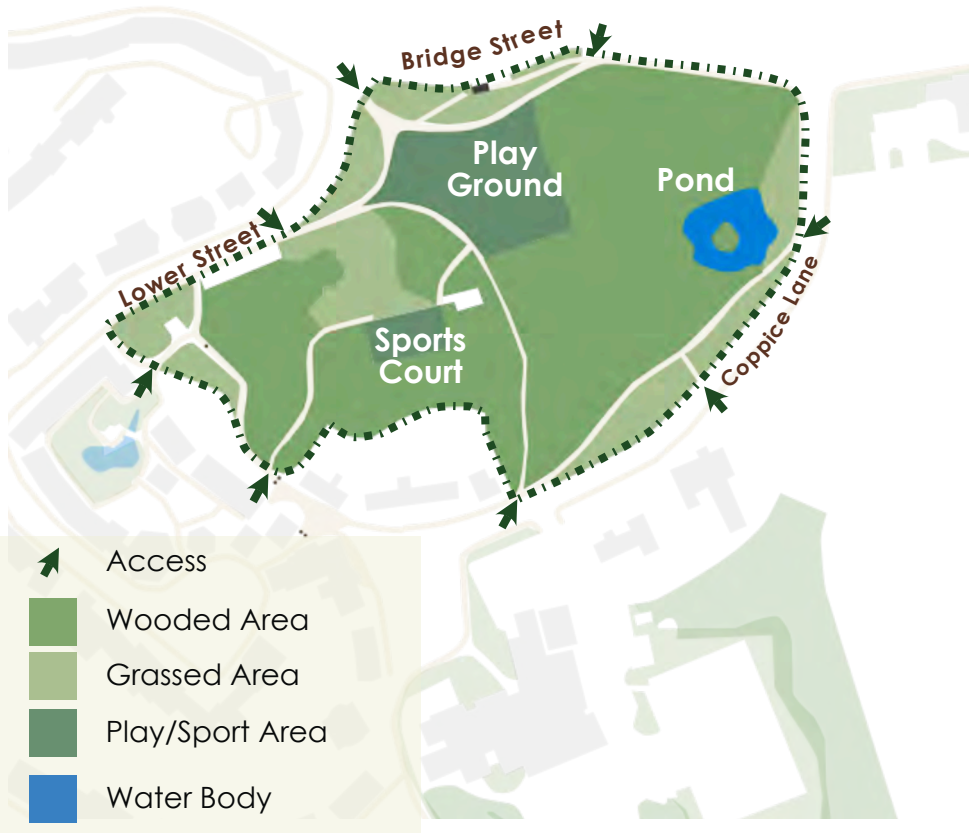 Bridge Street
Play
Ground
Pond
Lower Street
Coppice Lane
Sports
Court
Access
Wooded Area
Grassed Area
Play/Sport Area
Water Body